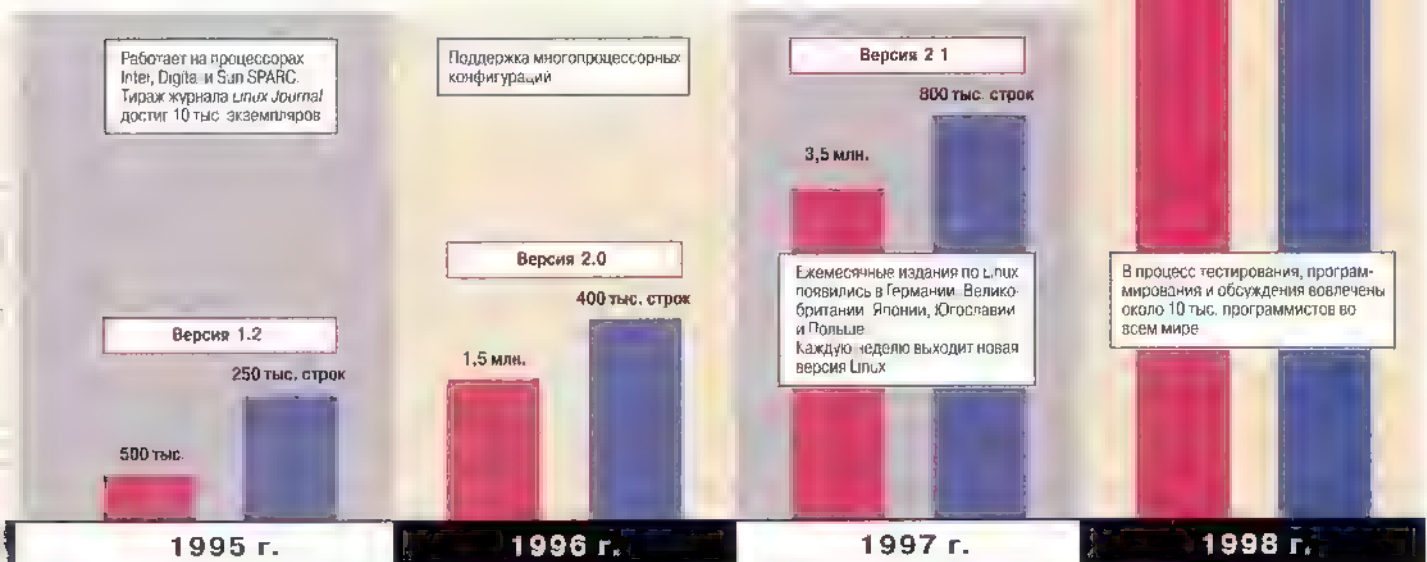 Работает на процессорах
Inter, Digital и Sun SPARC.
Тираж журнала Linux Journal
достиг 10 тыс. экземпляров
Версия 1.2
250 тыс. строк
500 тыс.
1995 г.
Поддержка многопроцессорных
конфигураций
Версия 2.0
400 тыс. строк
1,5 млн.
1996 г.
Версия 2 1
800 тыс. строк
3,5 млн.
Ежемесячные издания по Linux
появились в Германии, Велико-
британии, Японии, Югославии
и Польше
Каждую неделю выходит новая
версия Linux
1997 г.
В процесс тестирования, програм-
мирования и обсуждения вовлечены
около 10 тыс. программистов во
всем мире
1998 г.